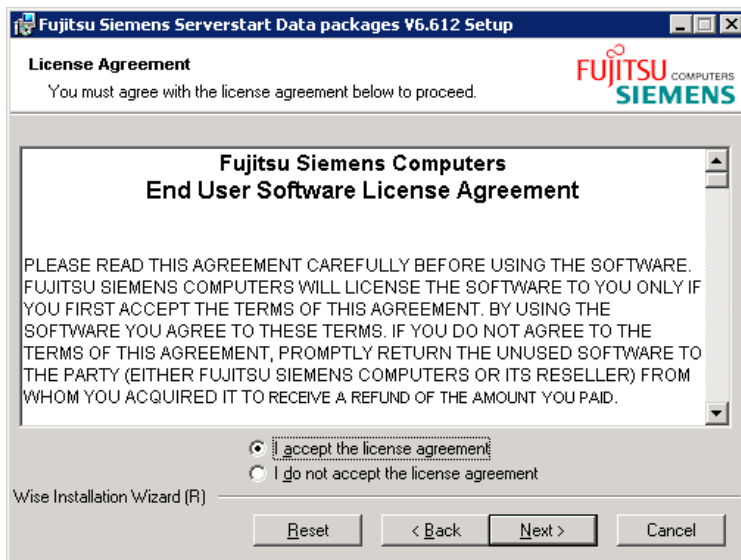 Fujitsu Siemens Serverstart Data packages V6.612 Setup
License Agreement
You must agree with the license agreement below to proceed.
FUJITSU COMPUTERS
SIEMENS
Fujitsu Siemens Computers
End User Software License Agreement
PLEASE READ THIS AGREEMENT CAREFULLY BEFORE USING THE SOFTWARE.
FUJITSU SIEMENS COMPUTERS WILL LICENSE THE SOFTWARE TO YOU ONLY IF
YOU FIRST ACCEPT THE TERMS OF THIS AGREEMENT. BY USING THE
SOFTWARE YOU AGREE TO THESE TERMS. IF YOU DO NOT AGREE TO THE
TERMS OF THIS AGREEMENT, PROMPTLY RETURN THE UNUSED SOFTWARE TO
THE PARTY (EITHER FUJITSU SIEMENS COMPUTERS OR ITS RESELLER) FROM
WHOM YOU ACQUIRED IT TO RECEIVE A REFUND OF THE AMOUNT YOU PAID.
I accept the license agreement
I do not accept the license agreement
Wise Installation Wizard (R)
Reset
< Back
Next >
Cancel